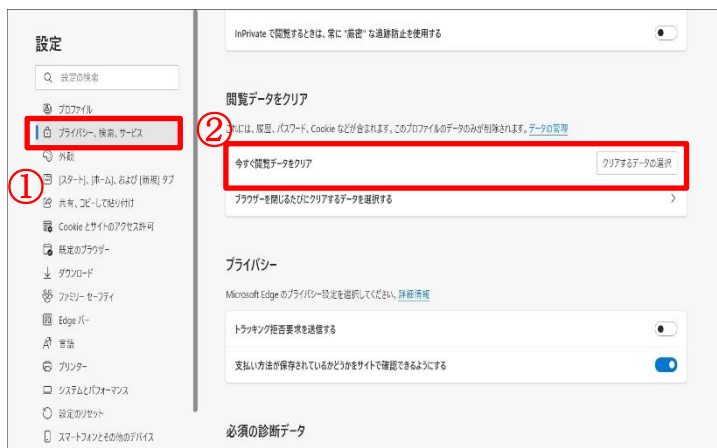 設定
設定の検索
プロファイル
プライバシー、検索、サービス
外観
[スタート]、[ホーム]、および [新規] タブ
共有、コピーして貼り付け
Cookie とサイトのアクセス許可
既定のブラウザー
ダウンロード
ファミリー セーフティ
Edge バー
言語
プリンター
システムとパフォーマンス
設定のリセット
スマートフォンとその他のデバイス
①
InPrivate で閲覧するときは、常に "厳密" な追跡防止を使用する
閲覧データをクリア
②
これには、履歴、パスワード、Cookie などが含まれます。このプロファイルのデータのみが削除されます。データの管理
今すぐ閲覧データをクリア
クリアするデータの選択
ブラウザーを閉じるたびにクリアするデータを選択する
プライバシー
Microsoft Edge のプライバシー設定を選択してください。詳細情報
トラッキング拒否要求を送信する
支払い方法が保存されているかどうかをサイトで確認できるようにする
必須の診断データ